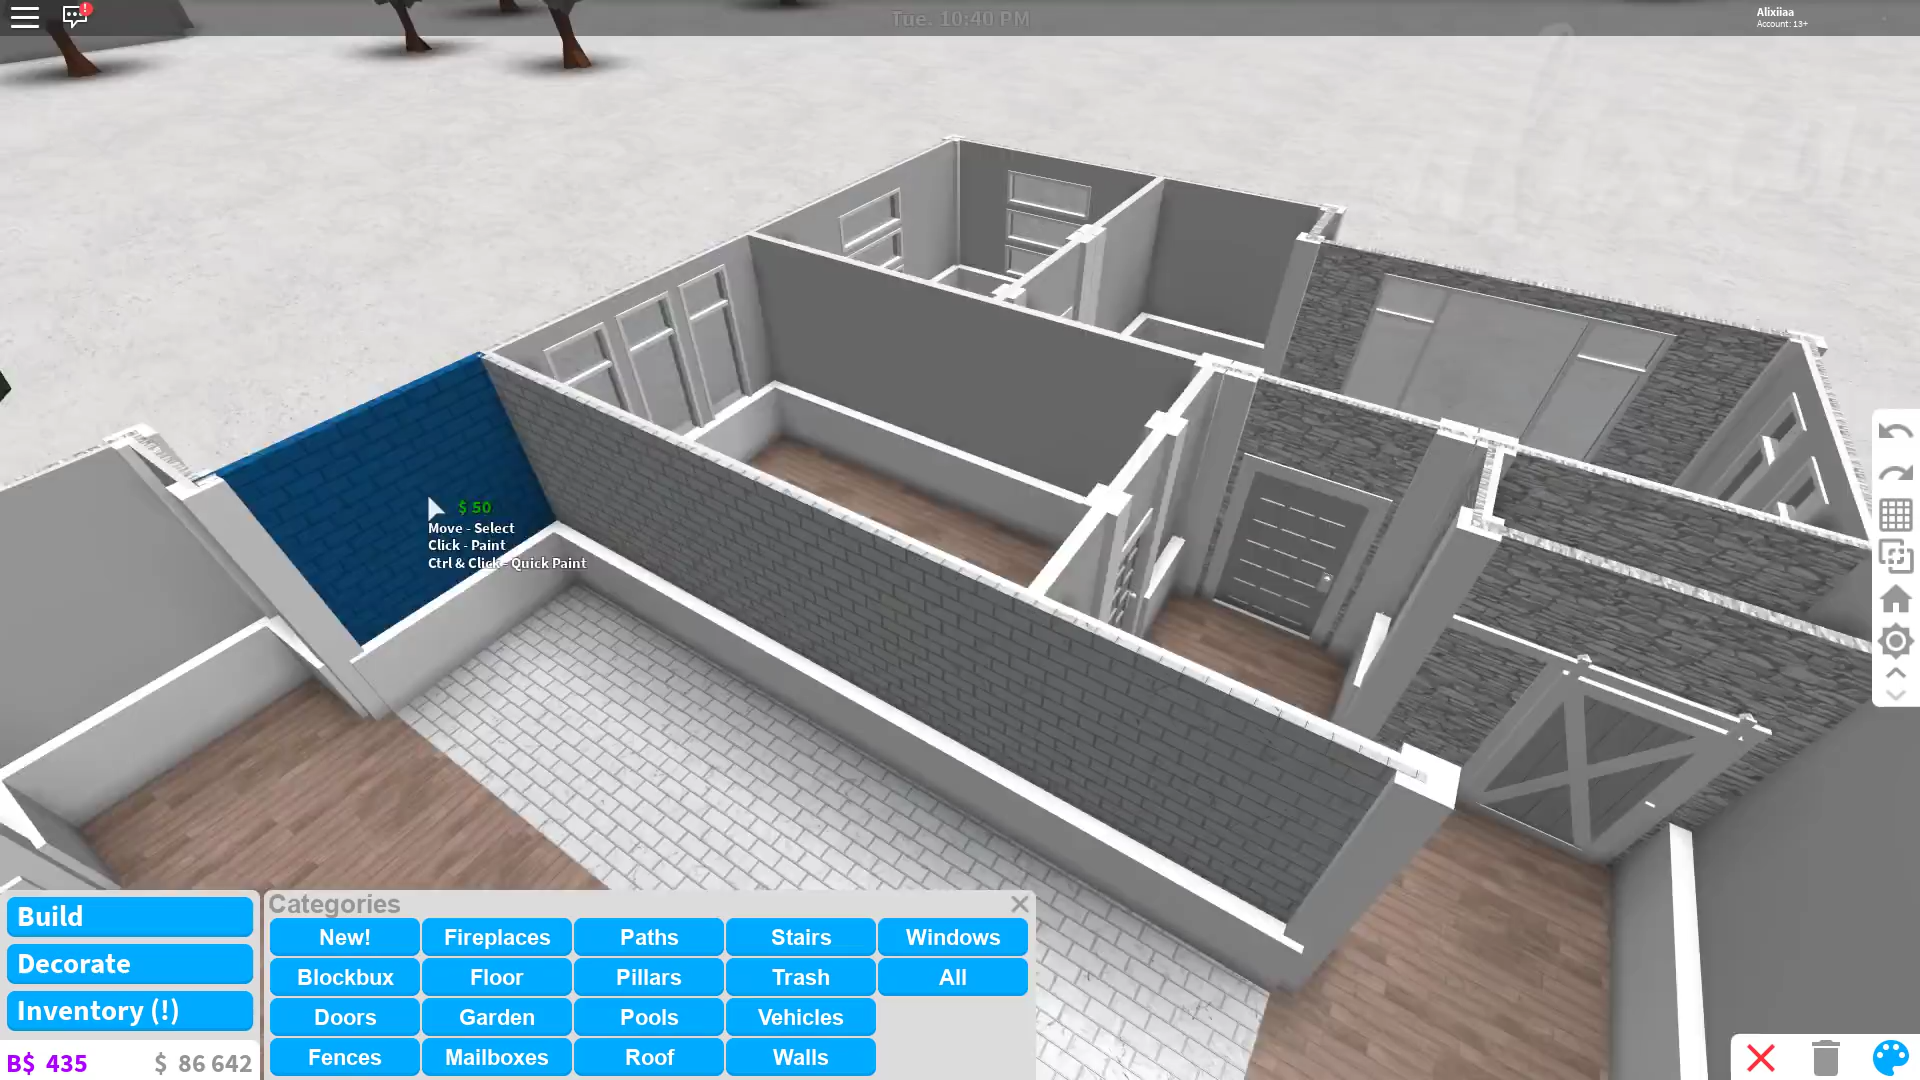 Tue. 10:40 PM
Alixiiaa
Account: 13+
$ 50
Move - Select
Click - Paint
Ctrl & Click - Quick Paint
Build
Decorate
Inventory (!)
B$ 435 $ 86 642
Categories
New! Fireplaces Paths Stairs Windows
Blockbux Floor Pillars Trash All
Doors Garden Pools Vehicles
Fences Mailboxes Roof Walls